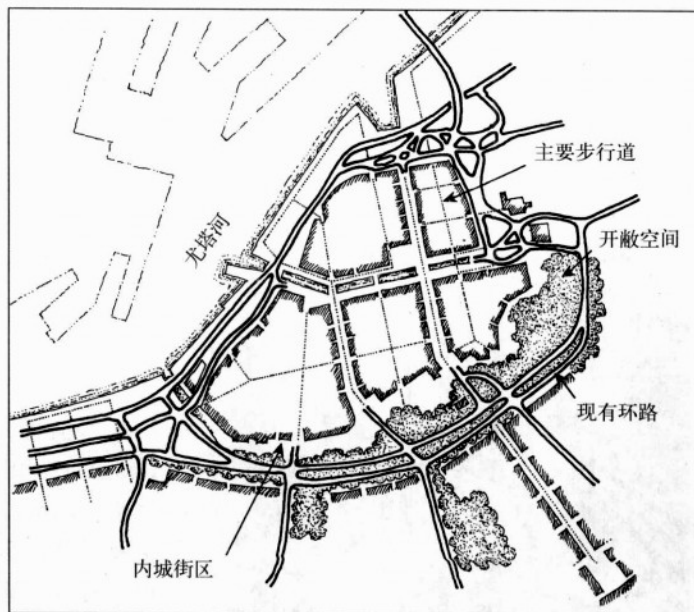 主要步行道
开敞空间
尤塔河
现有环路
内城街区